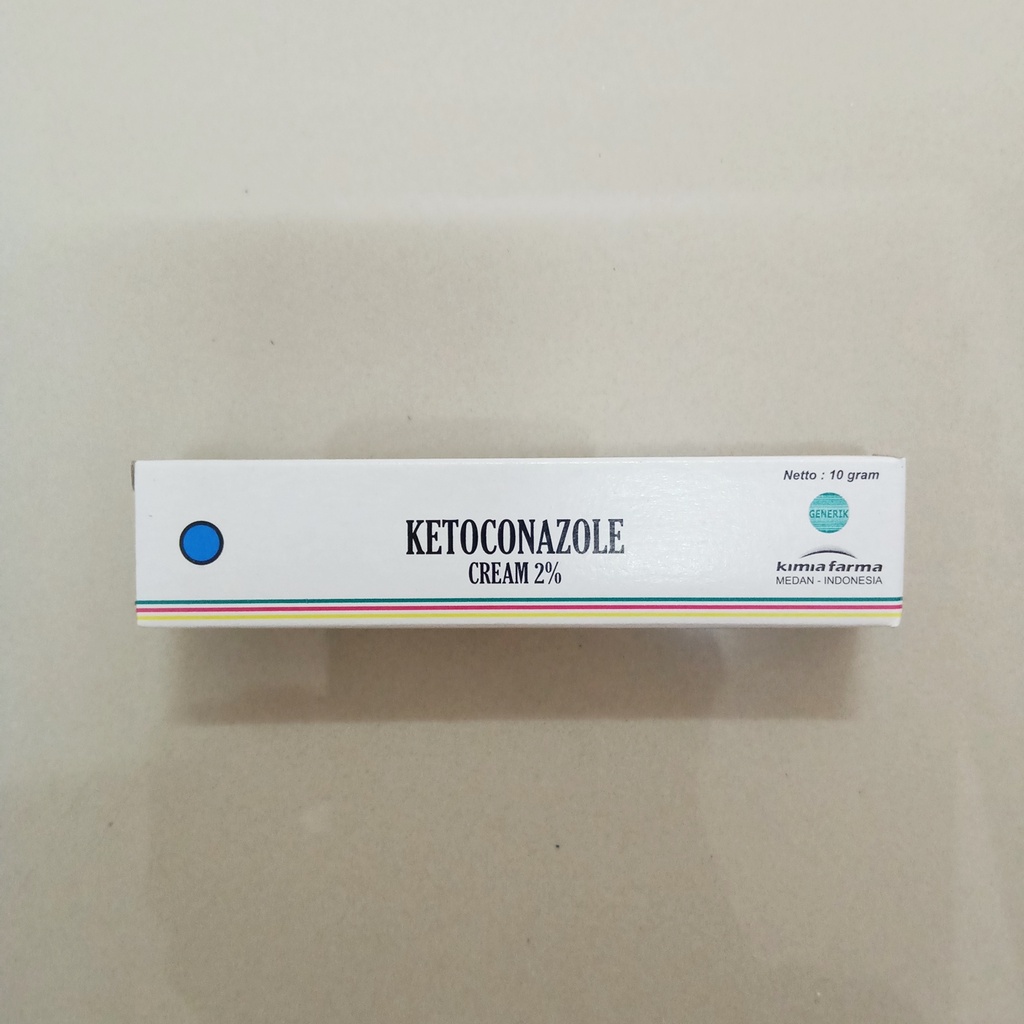 Netto : 10 gram
GENERIK
KETOCONAZOLE
CREAM 2%
kimia farma
MEDAN - INDONESIA